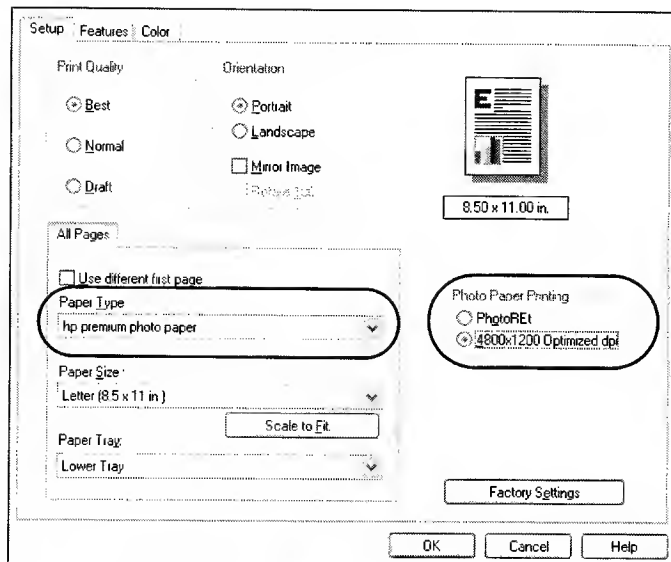 Setup Features Color
Print Quality
Best
Normal
Draft
Orientation
Portrait
Landscape
Mirror Image
E
8.50 x 11.00 in.
All Pages
Use different first page
Paper Type
hp premium photo paper
Paper Size:
Letter (8.5 x 11 in.)
Scale to Fit
Paper Tray:
Lower Tray
Photo Paper Printing
PhotoREt
4800x1200 Optimized dpi
Factory Settings
OK Cancel Help